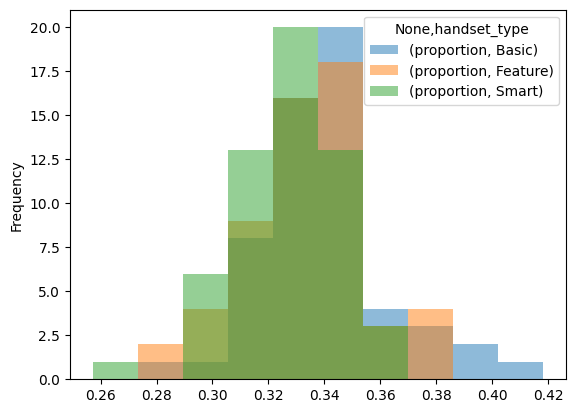 None,handset_type
(proportion, Basic)
(proportion, Feature)
(proportion, Smart)
Frequency
20.0
17.5
15.0
12.5
10.0
7.5
5.0
2.5
0.0
0.26 0.28 0.30 0.32 0.34 0.36 0.38 0.40 0.42